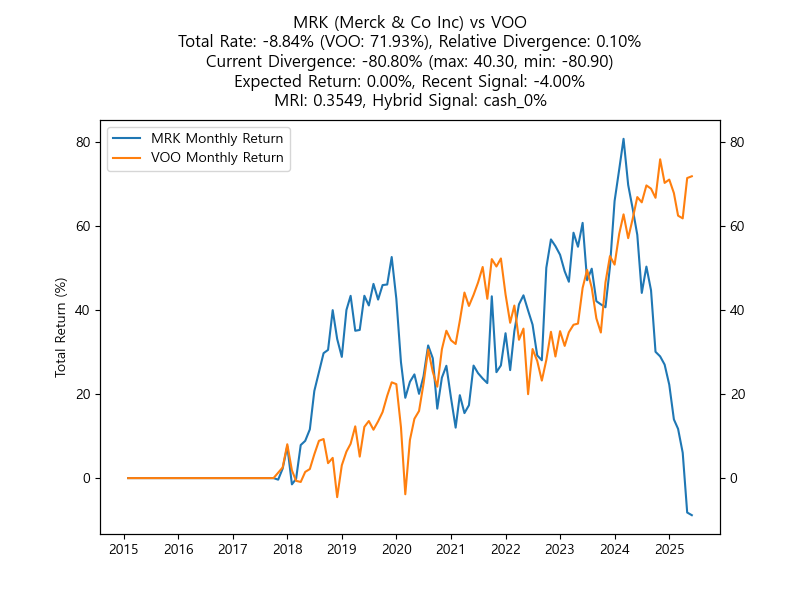 MRK (Merck & Co Inc) vs VOO
Total Rate: -8.84% (VOO: 71.93%), Relative Divergence: 0.10%
Current Divergence: -80.80% (max: 40.30, min: -80.90)
Expected Return: 0.00%, Recent Signal: -4.00%
MRI: 0.3549, Hybrid Signal: cash_0%
MRK Monthly Return
VOO Monthly Return
Total Return (%)
80
60
40
20
0
80
60
40
20
0
2015 2016 2017 2018 2019 2020 2021 2022 2023 2024 2025